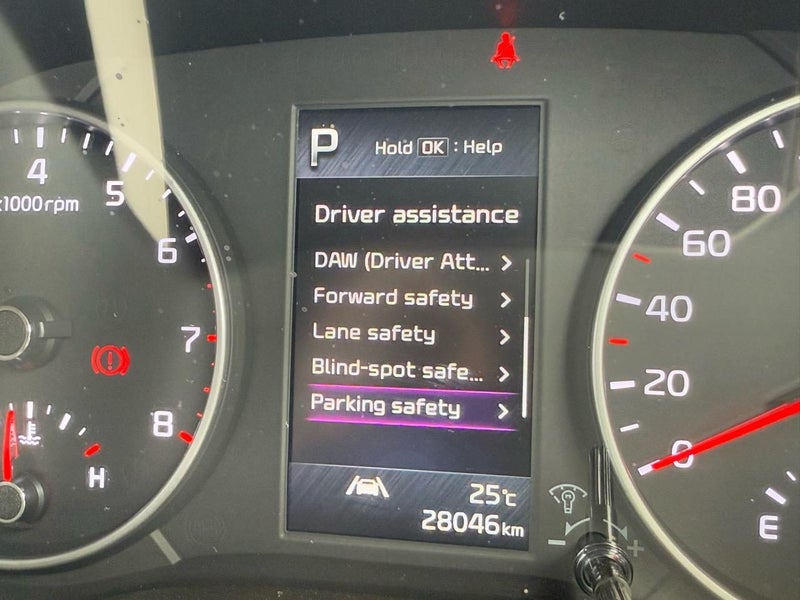 P
Hold OK : Help
Driver assistance
DAW (Driver Att...
Forward safety
Lane safety
Blind-spot safe...
Parking safety
25℃
28046km
4
5
x1000rpm
6
7
8
H
80
60
40
20
0
E
- +